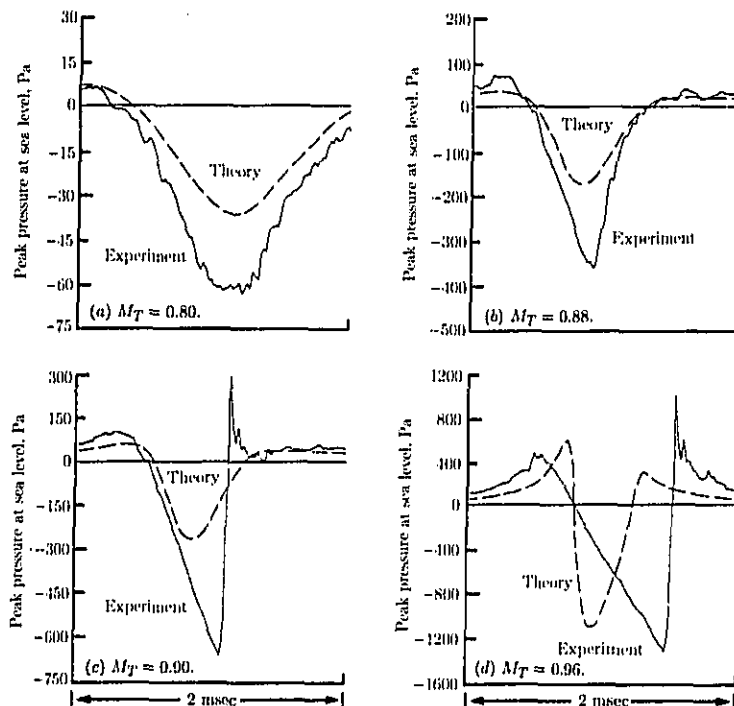 Peak pressure at sea level, Pa
30
15
0
-15
-30
-45
-60
-75
Theory
Experiment
(a) M_T = 0.80.
Peak pressure at sea level, Pa
200
100
0
-100
-200
-300
-400
-500
Theory
Experiment
(b) M_T = 0.88.
Peak pressure at sea level, Pa
300
150
0
-150
-300
-450
-600
-750
Theory
Experiment
(c) M_T = 0.90.
2 msec
Peak pressure at sea level, Pa
1200
800
400
0
-400
-800
-1200
-1600
Theory
Experiment
(d) M_T = 0.96.
2 msec